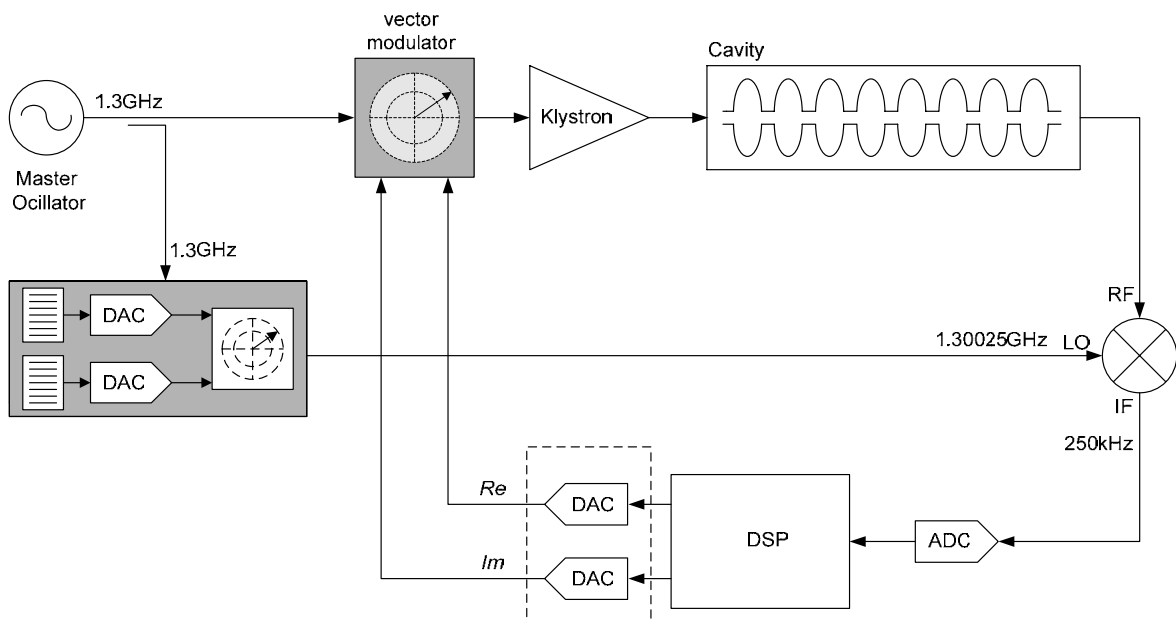 vector
modulator
Cavity
1.3GHz
Klystron
Master
Ocillator
1.3GHz
DAC
RF
1.30025GHz LO
DAC
IF
250kHz
Re
DAC
DSP
ADC
Im
DAC